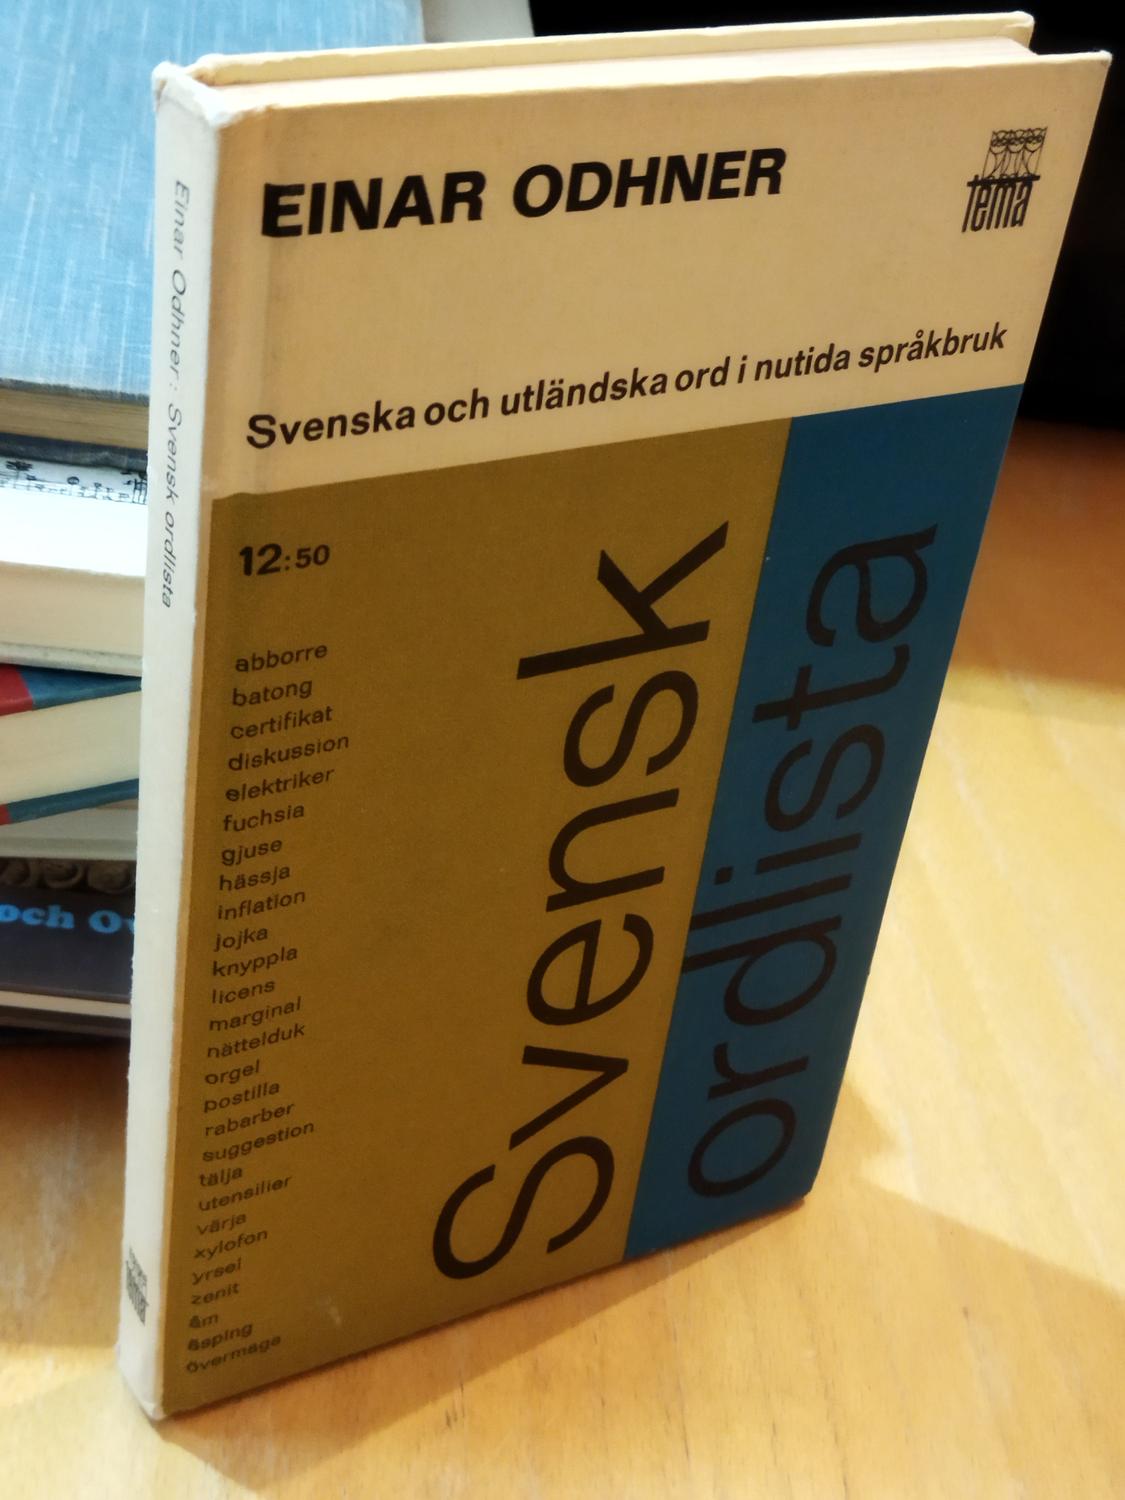 EINAR ODHNER
tema
Svenska och utländska ord i nutida språkbruk
12:50
abborre
batong
certifikat
diskussion
elektriker
fuchsia
gjuse
hässja
inflation
jojka
knyppla
licens
marginal
nättelduk
orgel
postilla
rabarber
suggestion
tälja
utensilier
värja
xylofon
yrsel
zenit
åm
äsping
övermage
Svensk
ordlista
Einar Odhner: Svensk ordlista
tema
och